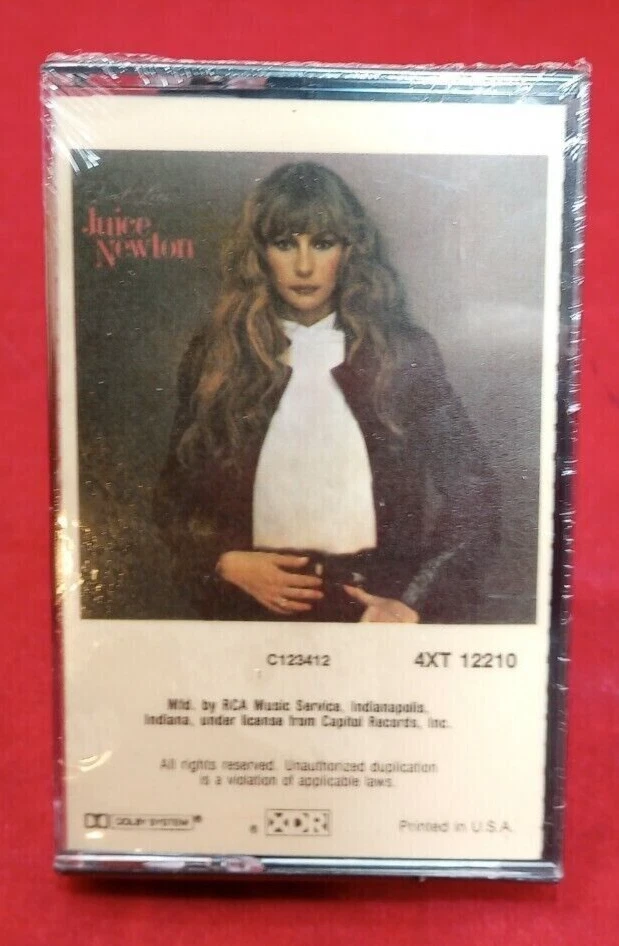 Juice
Newton
C123412
4XT 12210
Mfd. by RCA Music Service, Indianapolis,
Indiana, under license from Capitol Records, Inc.
All rights reserved. Unauthorized duplication
is a violation of applicable laws.
DOLBY SYSTEM®
® XDR
Printed in U.S.A.